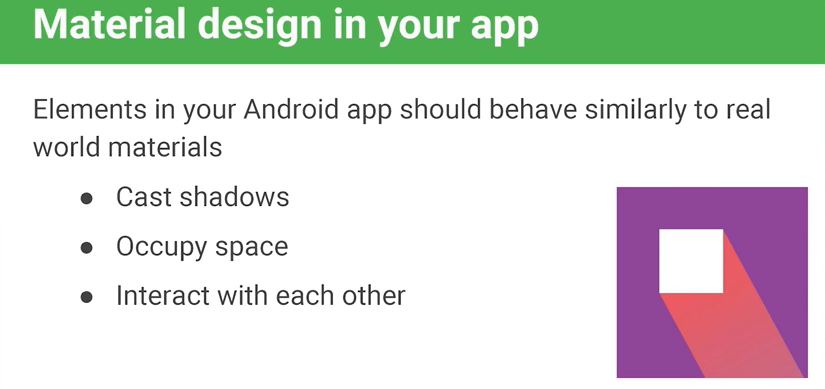 Material design in your app
Elements in your Android app should behave similarly to real
world materials
● Cast shadows
● Occupy space
● Interact with each other